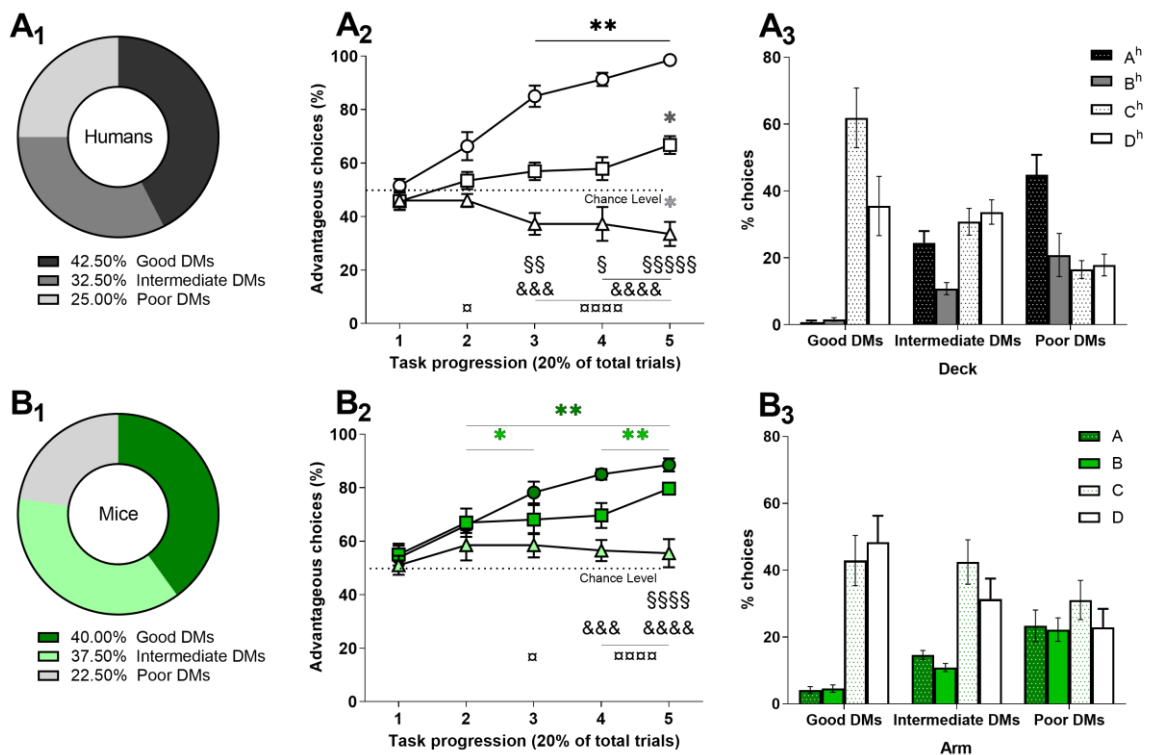 A1
Humans
42.50% Good DMs
32.50% Intermediate DMs
25.00% Poor DMs
A2
**
100
80
60
40
20
0
Advantageous choices (%)
*
Chance Level
*
§§ § §§§§§
&&& &&&&
¤ ¤¤¤¤
1 2 3 4 5
Task progression (20% of total trials)
A3
80
60
40
20
0
% choices
Aʰ
Bʰ
Cʰ
Dʰ
Good DMs Intermediate DMs Poor DMs
Deck
B1
Mice
40.00% Good DMs
37.50% Intermediate DMs
22.50% Poor DMs
B2
**
* **
100
80
60
40
20
0
Advantageous choices (%)
Chance Level
§§§§
&&& &&&&
¤ ¤¤¤¤
1 2 3 4 5
Task progression (20% of total trials)
B3
80
60
40
20
0
% choices
A
B
C
D
Good DMs Intermediate DMs Poor DMs
Arm